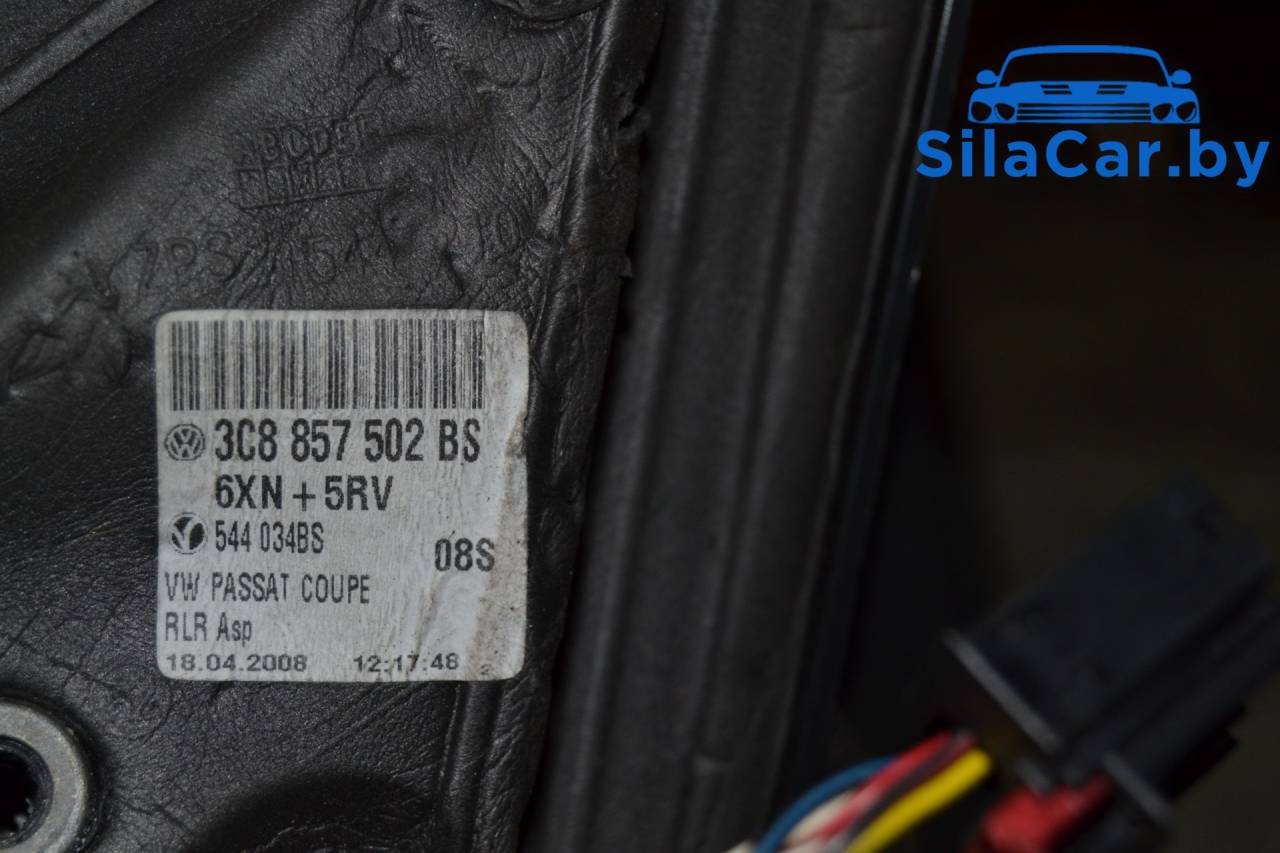 SilaCar.by
3C8 857 502 BS
6XN + 5RV
544 034BS
08S
VW PASSAT COUPE
RLR Asp
18.04.2008 12:17:48 2